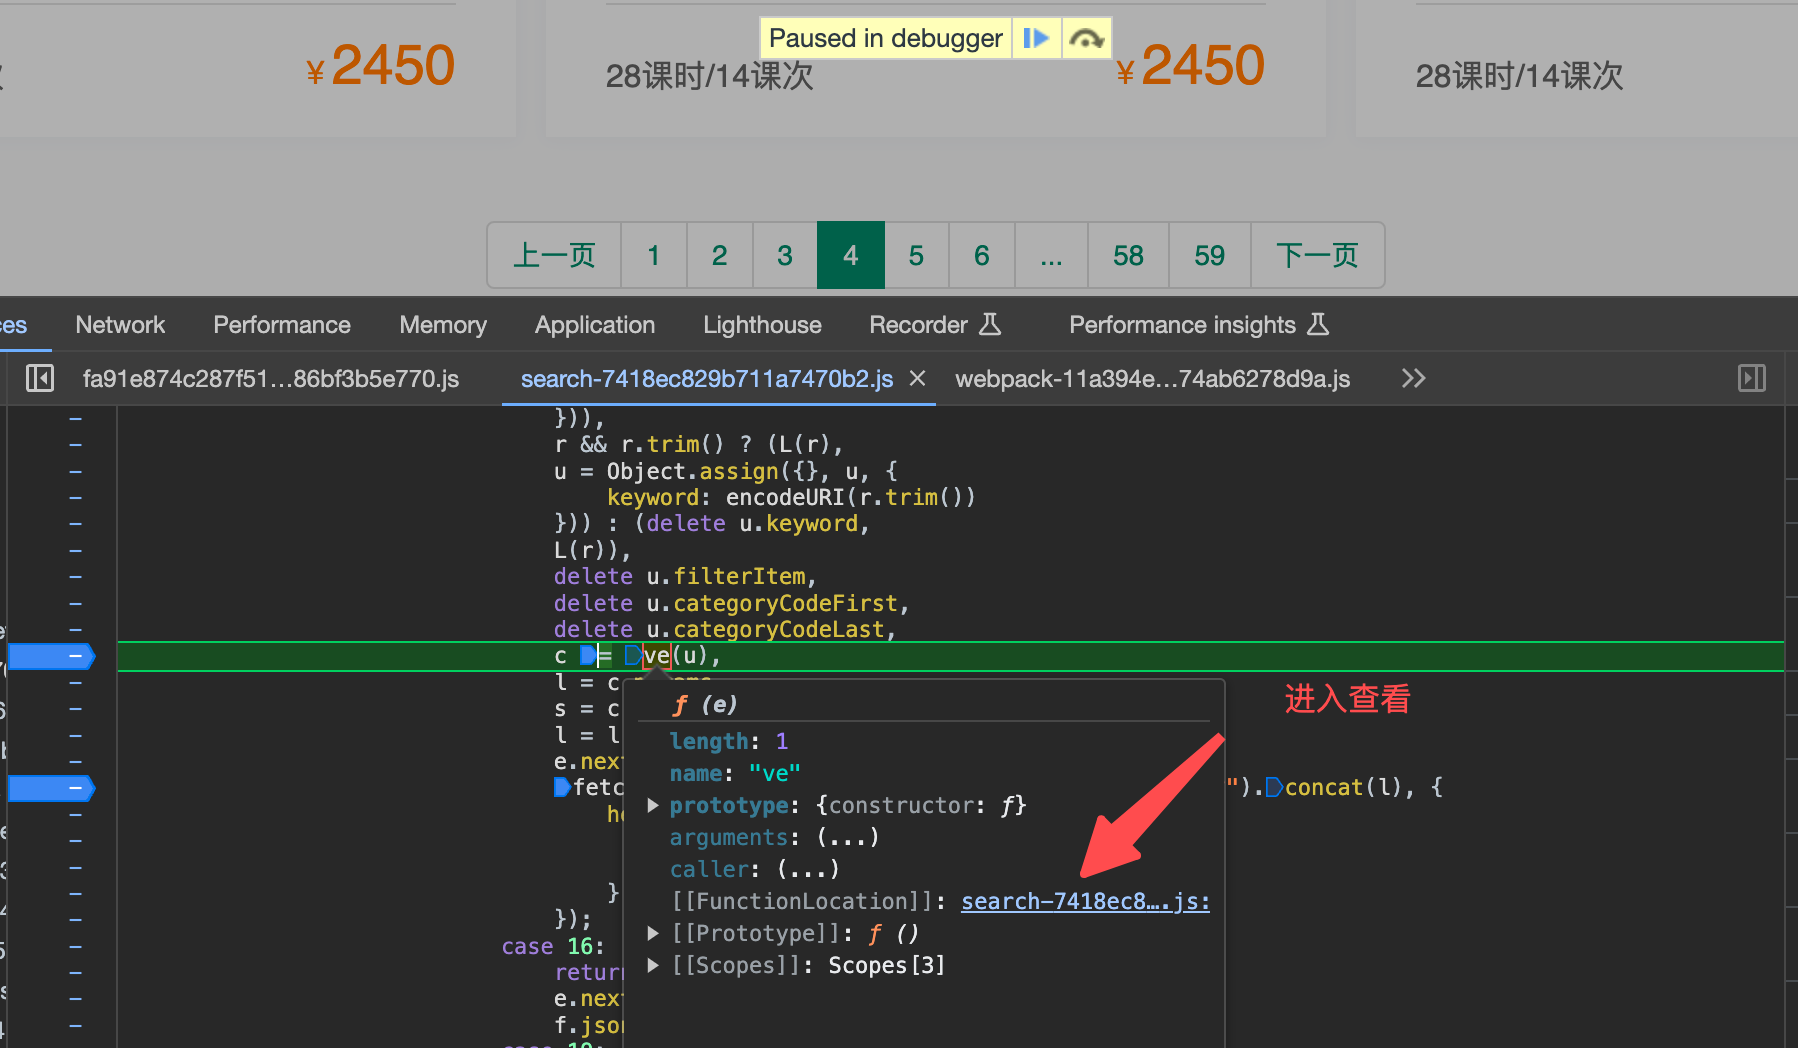 ¥2450
28课时/14课次
¥2450
28课时/14课次
Paused in debugger
上一页 1 2 3 4 5 6 ... 58 59 下一页
Network Performance Memory Application Lighthouse Recorder Performance insights
fa91e874c287f51…86bf3b5e770.js search-7418ec829b711a7470b2.js × webpack-11a394e…74ab6278d9a.js »
})),
r && r.trim() ? (L(r),
u = Object.assign({}, u, {
keyword: encodeURI(r.trim())
})) : (delete u.keyword,
L(r)),
delete u.filterItem,
delete u.categoryCodeFirst,
delete u.categoryCodeLast,
c = ve(u),
l = c
s = c
l = l
e.nex
fetc ").concat(l), {
he
}
});
case 16:
retur
e.nex
f.jso
进入查看
ƒ (e)
length: 1
name: "ve"
prototype: {constructor: ƒ}
arguments: (...)
caller: (...)
[[FunctionLocation]]: search-7418ec8….js:
[[Prototype]]: ƒ ()
[[Scopes]]: Scopes[3]